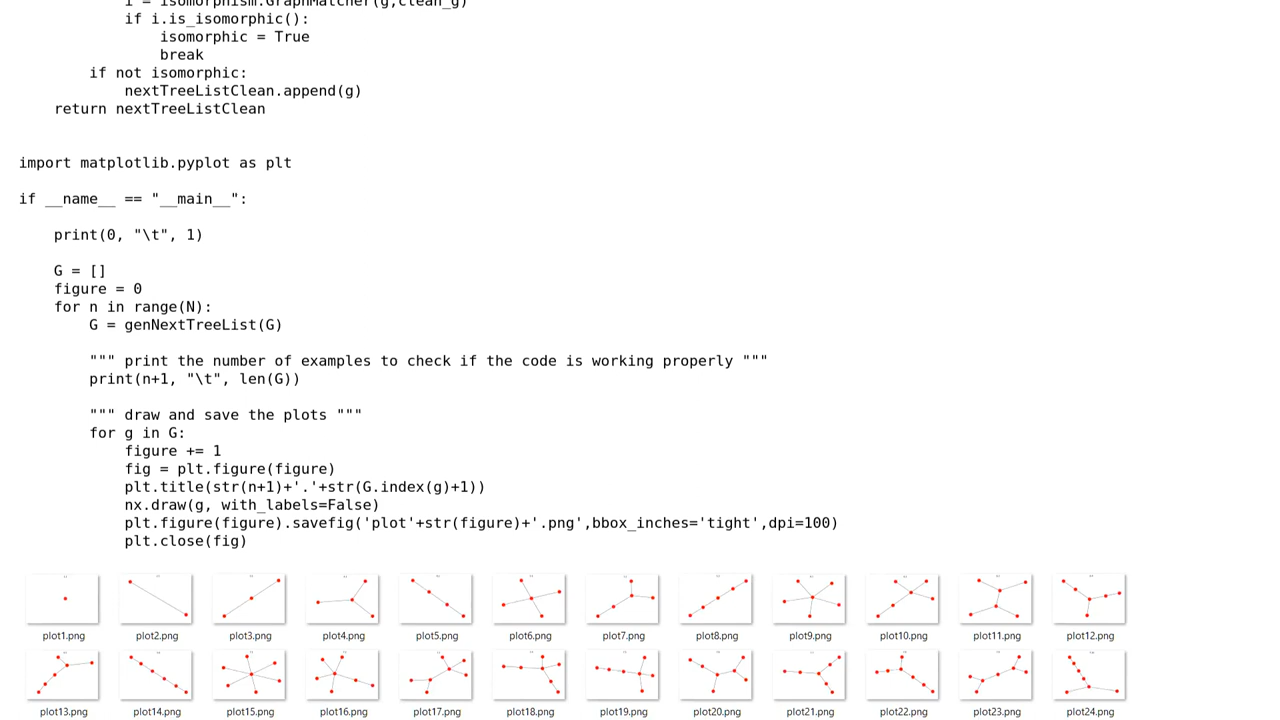 i = isomorphism.GraphMatcher(g,clean_g)
if i.is_isomorphic():
isomorphic = True
break
if not isomorphic:
nextTreeListClean.append(g)
return nextTreeListClean
import matplotlib.pyplot as plt
if __name__ == "__main__":
print(0, "\t", 1)
G = []
figure = 0
for n in range(N):
G = genNextTreeList(G)
""" print the number of examples to check if the code is working properly """
print(n+1, "\t", len(G))
""" draw and save the plots """
for g in G:
figure += 1
fig = plt.figure(figure)
plt.title(str(n+1)+'.'+str(G.index(g)+1))
nx.draw(g, with_labels=False)
plt.figure(figure).savefig('plot'+str(figure)+'.png',bbox_inches='tight',dpi=100)
plt.close(fig)
plot1.png plot2.png plot3.png plot4.png plot5.png plot6.png plot7.png plot8.png plot9.png plot10.png plot11.png plot12.png
plot13.png plot14.png plot15.png plot16.png plot17.png plot18.png plot19.png plot20.png plot21.png plot22.png plot23.png plot24.png